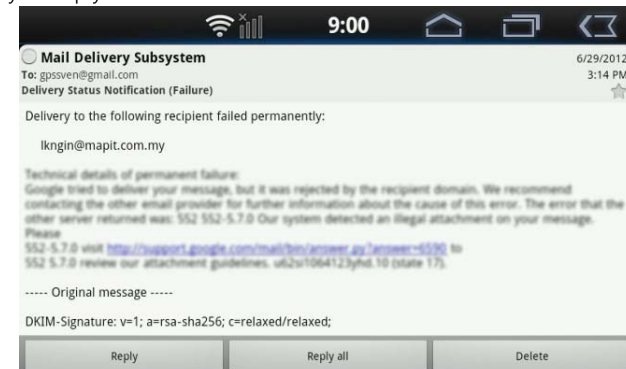 9:00
Mail Delivery Subsystem
6/29/2012
To: gpssven@gmail.com
3:14 PM
Delivery Status Notification (Failure)
Delivery to the following recipient failed permanently:
lkngin@mapit.com.my
Technical details of permanent failure:
Google tried to deliver your message, but it was rejected by the recipient domain. We recommend
contacting the other email provider for further information about the cause of this error. The error that the
other server returned was: 552 552-5.7.0 Our system detected an illegal attachment on your message.
Please
552-5.7.0 visit http://support.google.com/mail/bin/answer.py?answer=6590 to
552 5.7.0 review our attachment guidelines. (state 17).
----- Original message -----
DKIM-Signature: v=1; a=rsa-sha256; c=relaxed/relaxed;
Reply
Reply all
Delete